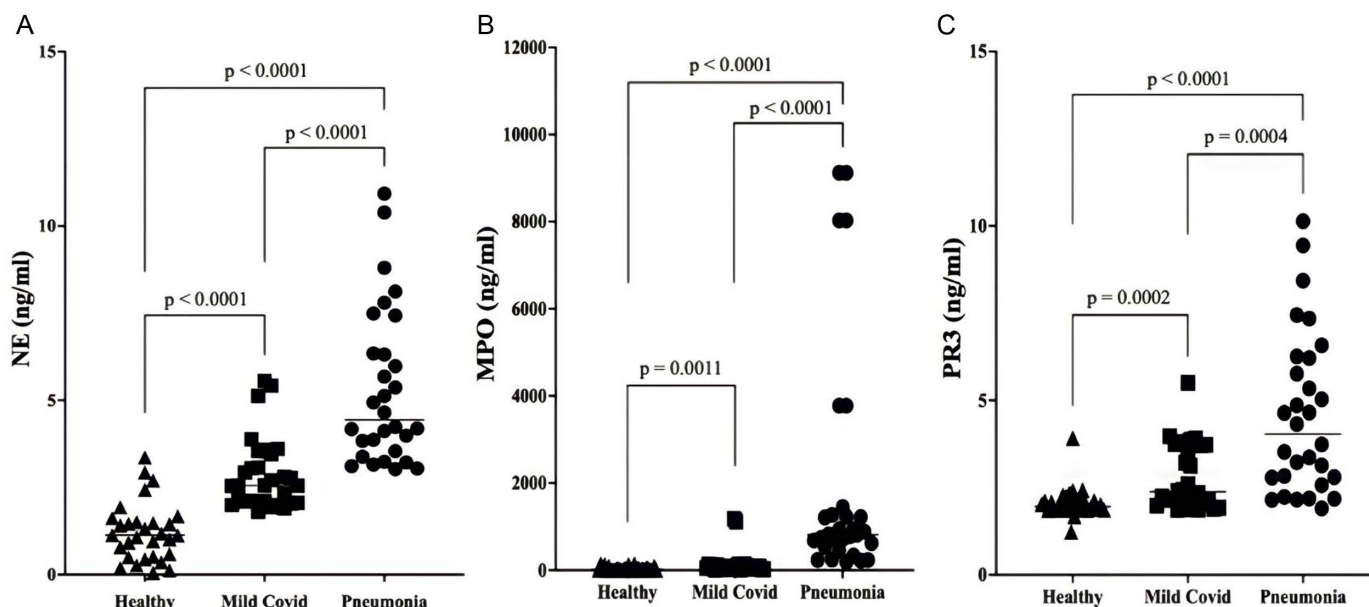 A
NE (ng/ml)
15
10
5
0
p < 0.0001
p < 0.0001
p < 0.0001
Healthy Mild Covid Pneumonia
B
MPO (ng/ml)
12000
10000
8000
6000
4000
2000
0
p < 0.0001
p < 0.0001
p = 0.0011
Healthy Mild Covid Pneumonia
C
PR3 (ng/ml)
15
10
5
0
p < 0.0001
p = 0.0004
p = 0.0002
Healthy Mild Covid Pneumonia